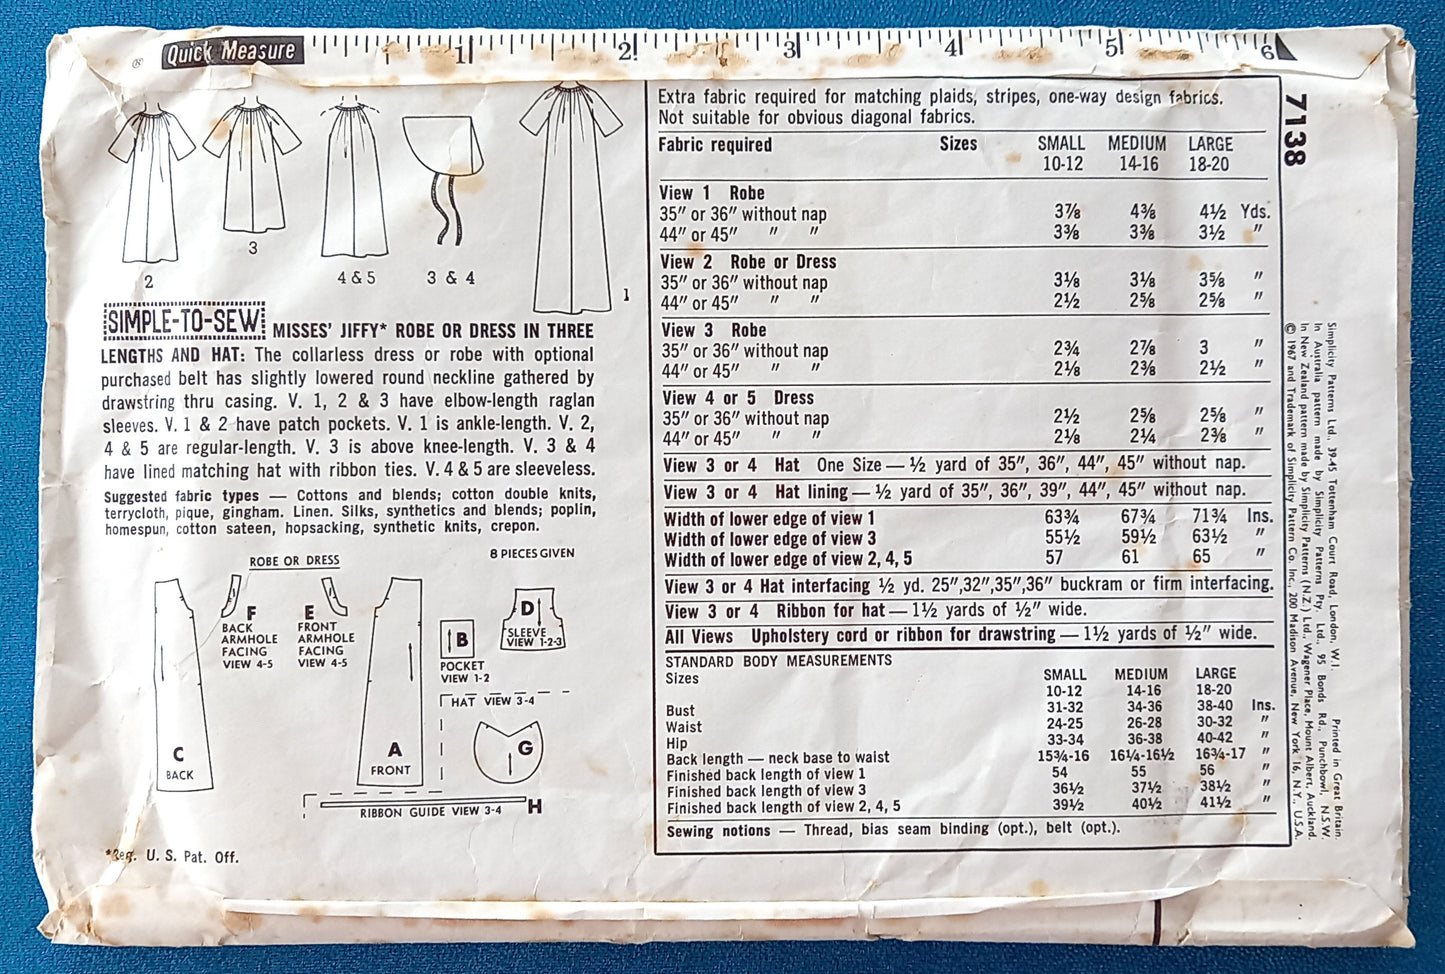 ® Quick Measure 1 2 3 4 5 6
2
3
4 & 5
3 & 4
1
SIMPLE-TO-SEW MISSES' JIFFY* ROBE OR DRESS IN THREE
LENGTHS AND HAT: The collarless dress or robe with optional
purchased belt has slightly lowered round neckline gathered by
drawstring thru casing. V. 1, 2 & 3 have elbow-length raglan
sleeves. V. 1 & 2 have patch pockets. V. 1 is ankle-length. V. 2,
4 & 5 are regular-length. V. 3 is above knee-length. V. 3 & 4
have lined matching hat with ribbon ties. V. 4 & 5 are sleeveless.
Suggested fabric types — Cottons and blends; cotton double knits,
terrycloth, pique, gingham. Linen. Silks, synthetics and blends; poplin,
homespun, cotton sateen, hopsacking, synthetic knits, crepon.
8 PIECES GIVEN
ROBE OR DRESS
C
BACK
F
BACK
ARMHOLE
FACING
VIEW 4-5
E
FRONT
ARMHOLE
FACING
VIEW 4-5
A
FRONT
B
POCKET
VIEW 1-2
D
SLEEVE
VIEW 1-2-3
HAT VIEW 3-4
G
H
RIBBON GUIDE VIEW 3-4
*Reg. U. S. Pat. Off.
Extra fabric required for matching plaids, stripes, one-way design fabrics.
Not suitable for obvious diagonal fabrics.
Fabric required Sizes SMALL MEDIUM LARGE
10-12 14-16 18-20
View 1 Robe
35" or 36" without nap 3⅞ 4⅜ 4½ Yds.
44" or 45" " " 3⅜ 3⅜ 3½ "
View 2 Robe or Dress
35" or 36" without nap 3⅛ 3⅛ 3⅝ "
44" or 45" " " 2½ 2⅝ 2⅝ "
View 3 Robe
35" or 36" without nap 2¾ 2⅞ 3 "
44" or 45" " " 2⅛ 2⅜ 2½ "
View 4 or 5 Dress
35" or 36" without nap 2½ 2⅝ 2⅝ "
44" or 45" " " 2⅛ 2¼ 2⅜ "
View 3 or 4 Hat One Size — ½ yard of 35", 36", 44", 45" without nap.
View 3 or 4 Hat lining — ½ yard of 35", 36", 39", 44", 45" without nap.
Width of lower edge of view 1 63¾ 67¾ 71¾ Ins.
Width of lower edge of view 3 55½ 59½ 63½ "
Width of lower edge of view 2, 4, 5 57 61 65 "
View 3 or 4 Hat interfacing ½ yd. 25",32",35",36" buckram or firm interfacing.
View 3 or 4 Ribbon for hat — 1½ yards of ½" wide.
All Views Upholstery cord or ribbon for drawstring — 1½ yards of ½" wide.
STANDARD BODY MEASUREMENTS
Sizes SMALL MEDIUM LARGE
10-12 14-16 18-20
Bust 31-32 34-36 38-40 Ins.
Waist 24-25 26-28 30-32 "
Hip 33-34 36-38 40-42 "
Back length — neck base to waist 15¾-16 16¼-16½ 16¾-17 "
Finished back length of view 1 54 55 56 "
Finished back length of view 3 36½ 37½ 38½ "
Finished back length of view 2, 4, 5 39½ 40½ 41½ "
Sewing notions — Thread, bias seam binding (opt.), belt (opt.).
7138
Simplicity Patterns Ltd., 39-45 Tottenham Court Road, London, W.I. Printed in Great Britain.
In Australia pattern made by Simplicity Patterns Pty. Ltd., 95 Bonds Rd., Punchbowl, N.S.W.
In New Zealand pattern made by Simplicity Patterns (N.Z.) Ltd., Wagener Place, Mount Albert, Auckland.
© 1967 and Trademark of Simplicity Pattern Co. Inc., 200 Madison Avenue, New York 16, N.Y., U.S.A.